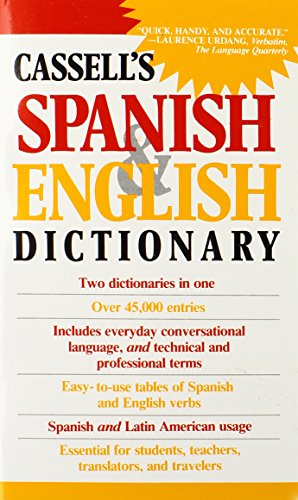 "QUICK, HANDY, AND ACCURATE."
—LAURENCE URDANG, Verbatim,
The Language Quarterly
CASSELL'S
SPANISH
&
ENGLISH
DICTIONARY
Two dictionaries in one
Over 45,000 entries
Includes everyday conversational
language, and technical and
professional terms
Easy-to-use tables of Spanish
and English verbs
Spanish and Latin American usage
Essential for students, teachers,
translators, and travelers